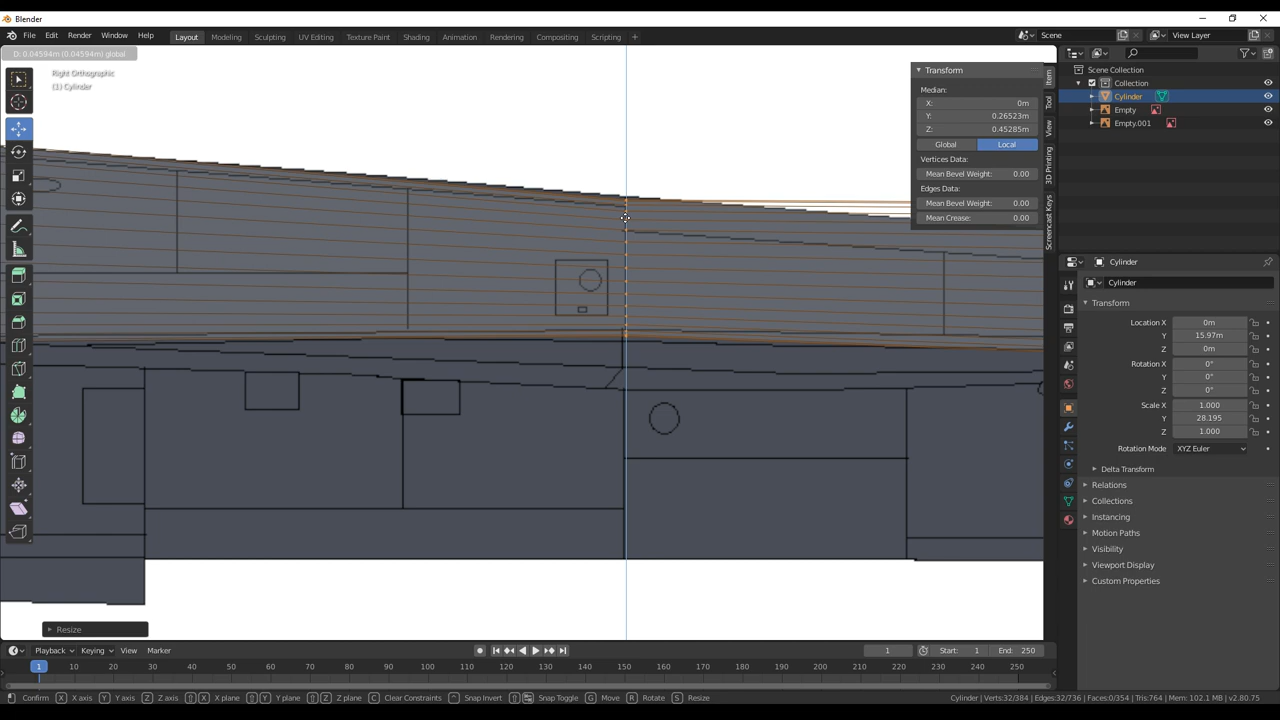 Blender
File Edit Render Window Help Layout Modeling Sculpting UV Editing Texture Paint Shading Animation Rendering Compositing Scripting + Scene View Layer
D: 0.04594m (0.04594m) global
Right Orthographic
(1) Cylinder
Transform
Median:
X: 0m
Y: 0.26523m
Z: 0.45285m
Global Local
Vertices Data:
Mean Bevel Weight: 0.00
Edges Data:
Mean Bevel Weight: 0.00
Mean Crease: 0.00
Item
Tool
View
3D Printing
Screencast Keys
Scene Collection
Collection
Cylinder
Empty
Empty.001
Cylinder
Cylinder
Transform
Location X 0m
Y 15.97m
Z 0m
Rotation X 0°
Y 0°
Z 0°
Scale X 1.000
Y 28.195
Z 1.000
Rotation Mode XYZ Euler
Delta Transform
Relations
Collections
Instancing
Motion Paths
Visibility
Viewport Display
Custom Properties
Resize
Playback Keying View Marker 1 Start: 1 End: 250
1 10 20 30 40 50 60 70 80 90 100 110 120 130 140 150 160 170 180 190 200 210 220 230 240 250
Confirm X X axis Y Y axis Z Z axis X X plane Y Y plane Z Z plane C Clear Constraints Snap Invert Snap Toggle G Move R Rotate S Resize Cylinder | Verts:32/384 | Edges:32/736 | Faces:0/354 | Tris:764 | Mem: 102.1 MB | v2.80.75